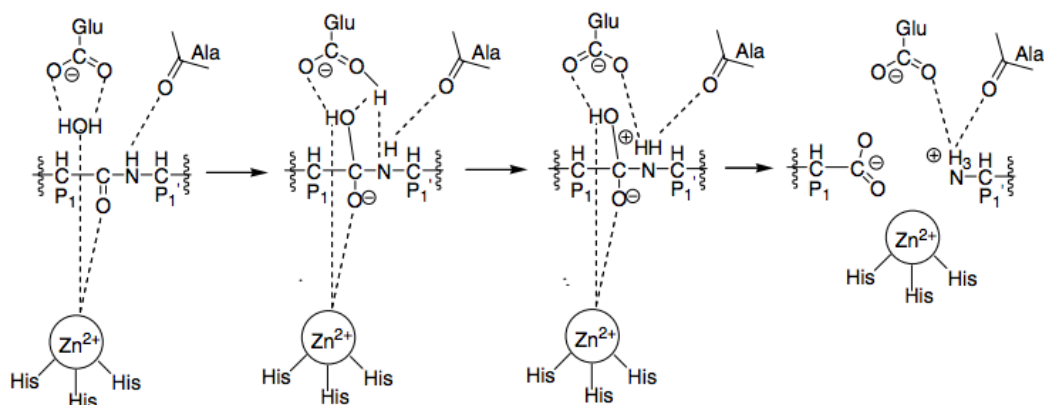 Glu
O C O Ala
⊖ O
HOH
H H
C C N C
P1 O P1'
Zn2+
His His
His
Glu
O C O Ala
⊖ H O
HO
H
H H H
C C N C
P1 O⊖ P1'
Zn2+
His His
His
Glu
O C O Ala
⊖ O
HO
H ⊕ HH H
C C N C
P1 O⊖ P1'
Zn2+
His His
His
Glu
O C O Ala
⊖ O
H O ⊕ H3 H
C C ⊖ N C
P1 O P1'
Zn2+
His His
His